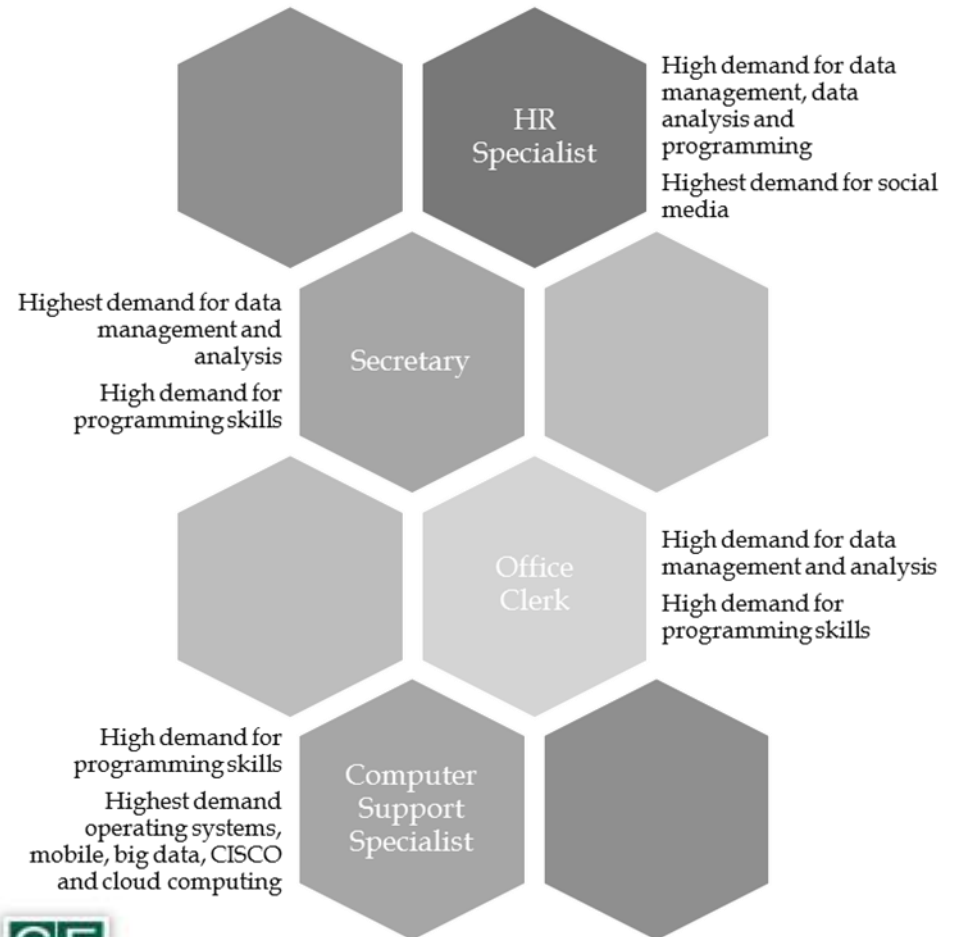 HR
Specialist
High demand for data
management, data
analysis and
programming
Highest demand for social
media
Highest demand for data
management and
analysis
High demand for
programming skills
Secretary
Office
Clerk
High demand for data
management and analysis
High demand for
programming skills
High demand for
programming skills
Highest demand
operating systems,
mobile, big data, CISCO
and cloud computing
Computer
Support
Specialist